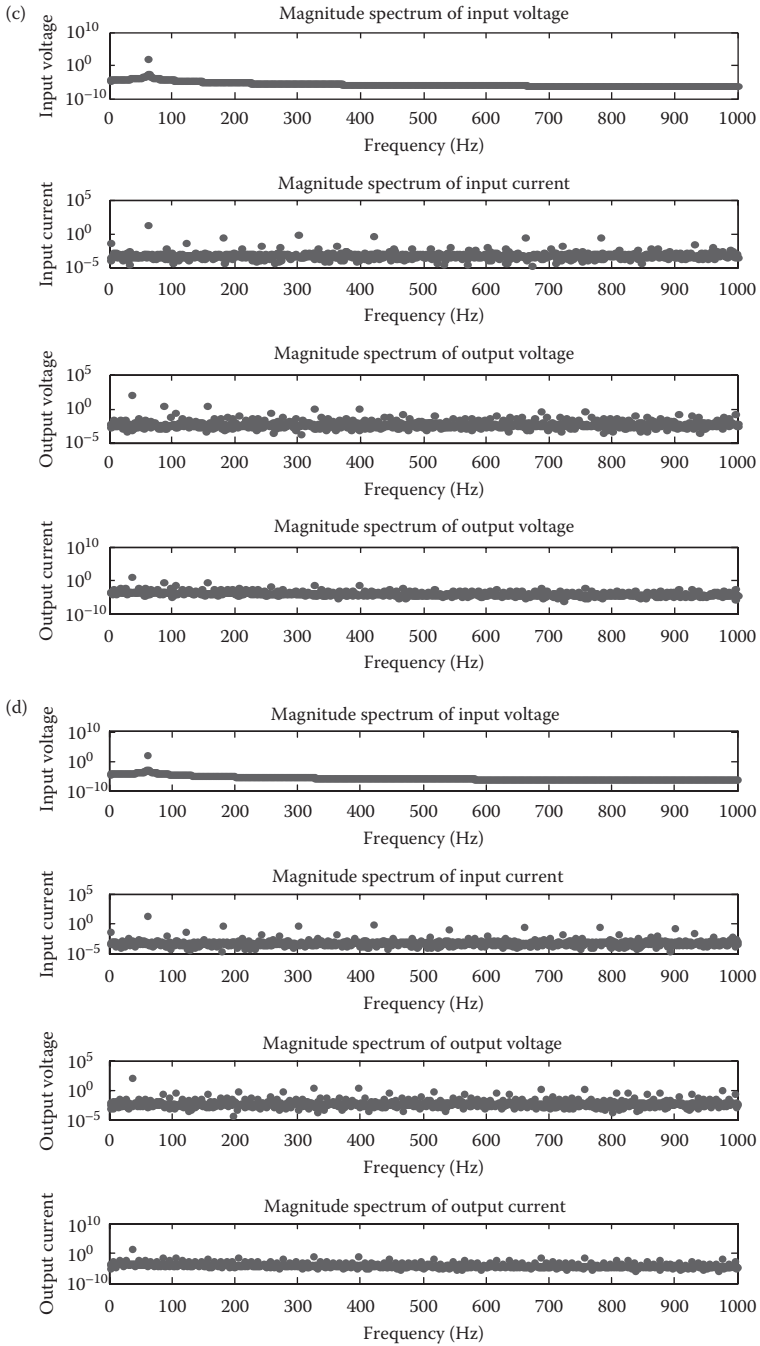 (c)
Magnitude spectrum of input voltage
Input voltage
10^10
10^0
10^-10
0 100 200 300 400 500 600 700 800 900 1000
Frequency (Hz)
Magnitude spectrum of input current
Input current
10^5
10^0
10^-5
0 100 200 300 400 500 600 700 800 900 1000
Frequency (Hz)
Magnitude spectrum of output voltage
Output voltage
10^5
10^0
10^-5
0 100 200 300 400 500 600 700 800 900 1000
Frequency (Hz)
Magnitude spectrum of output voltage
Output current
10^10
10^0
10^-10
0 100 200 300 400 500 600 700 800 900 1000
Frequency (Hz)
(d)
Magnitude spectrum of input voltage
Input voltage
10^10
10^0
10^-10
0 100 200 300 400 500 600 700 800 900 1000
Frequency (Hz)
Magnitude spectrum of input current
Input current
10^5
10^0
10^-5
0 100 200 300 400 500 600 700 800 900 1000
Frequency (Hz)
Magnitude spectrum of output voltage
Output voltage
10^5
10^0
10^-5
0 100 200 300 400 500 600 700 800 900 1000
Frequency (Hz)
Magnitude spectrum of output current
Output current
10^10
10^0
10^-10
0 100 200 300 400 500 600 700 800 900 1000
Frequency (Hz)